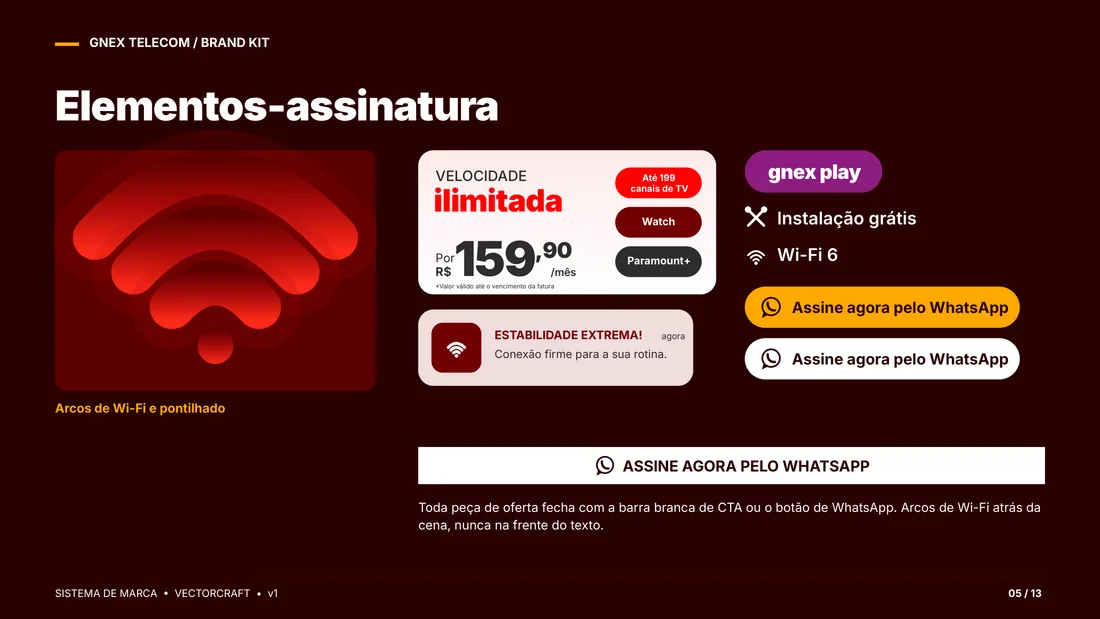 GNEX TELECOM / BRAND KIT
Elementos-assinatura
Arcos de Wi-Fi e pontilhado
VELOCIDADE
ilimitada
Por
R$ 159,90
/mês
*Valor válido até o vencimento da fatura
Até 199
canais de TV
Watch
Paramount+
ESTABILIDADE EXTREMA! agora
Conexão firme para a sua rotina.
gnex play
Instalação grátis
Wi-Fi 6
Assine agora pelo WhatsApp
Assine agora pelo WhatsApp
ASSINE AGORA PELO WHATSAPP
Toda peça de oferta fecha com a barra branca de CTA ou o botão de WhatsApp. Arcos de Wi-Fi atrás da
cena, nunca na frente do texto.
SISTEMA DE MARCA • VECTORCRAFT • v1
05 / 13